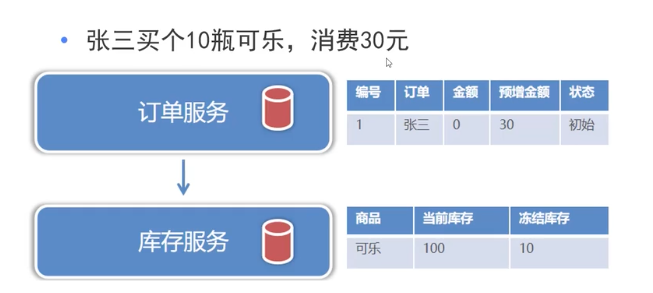 张三买个10瓶可乐，消费30元
订单服务
编号 订单 金额 预增金额 状态
1 张三 0 30 初始
库存服务
商品 当前库存 冻结库存
可乐 100 10